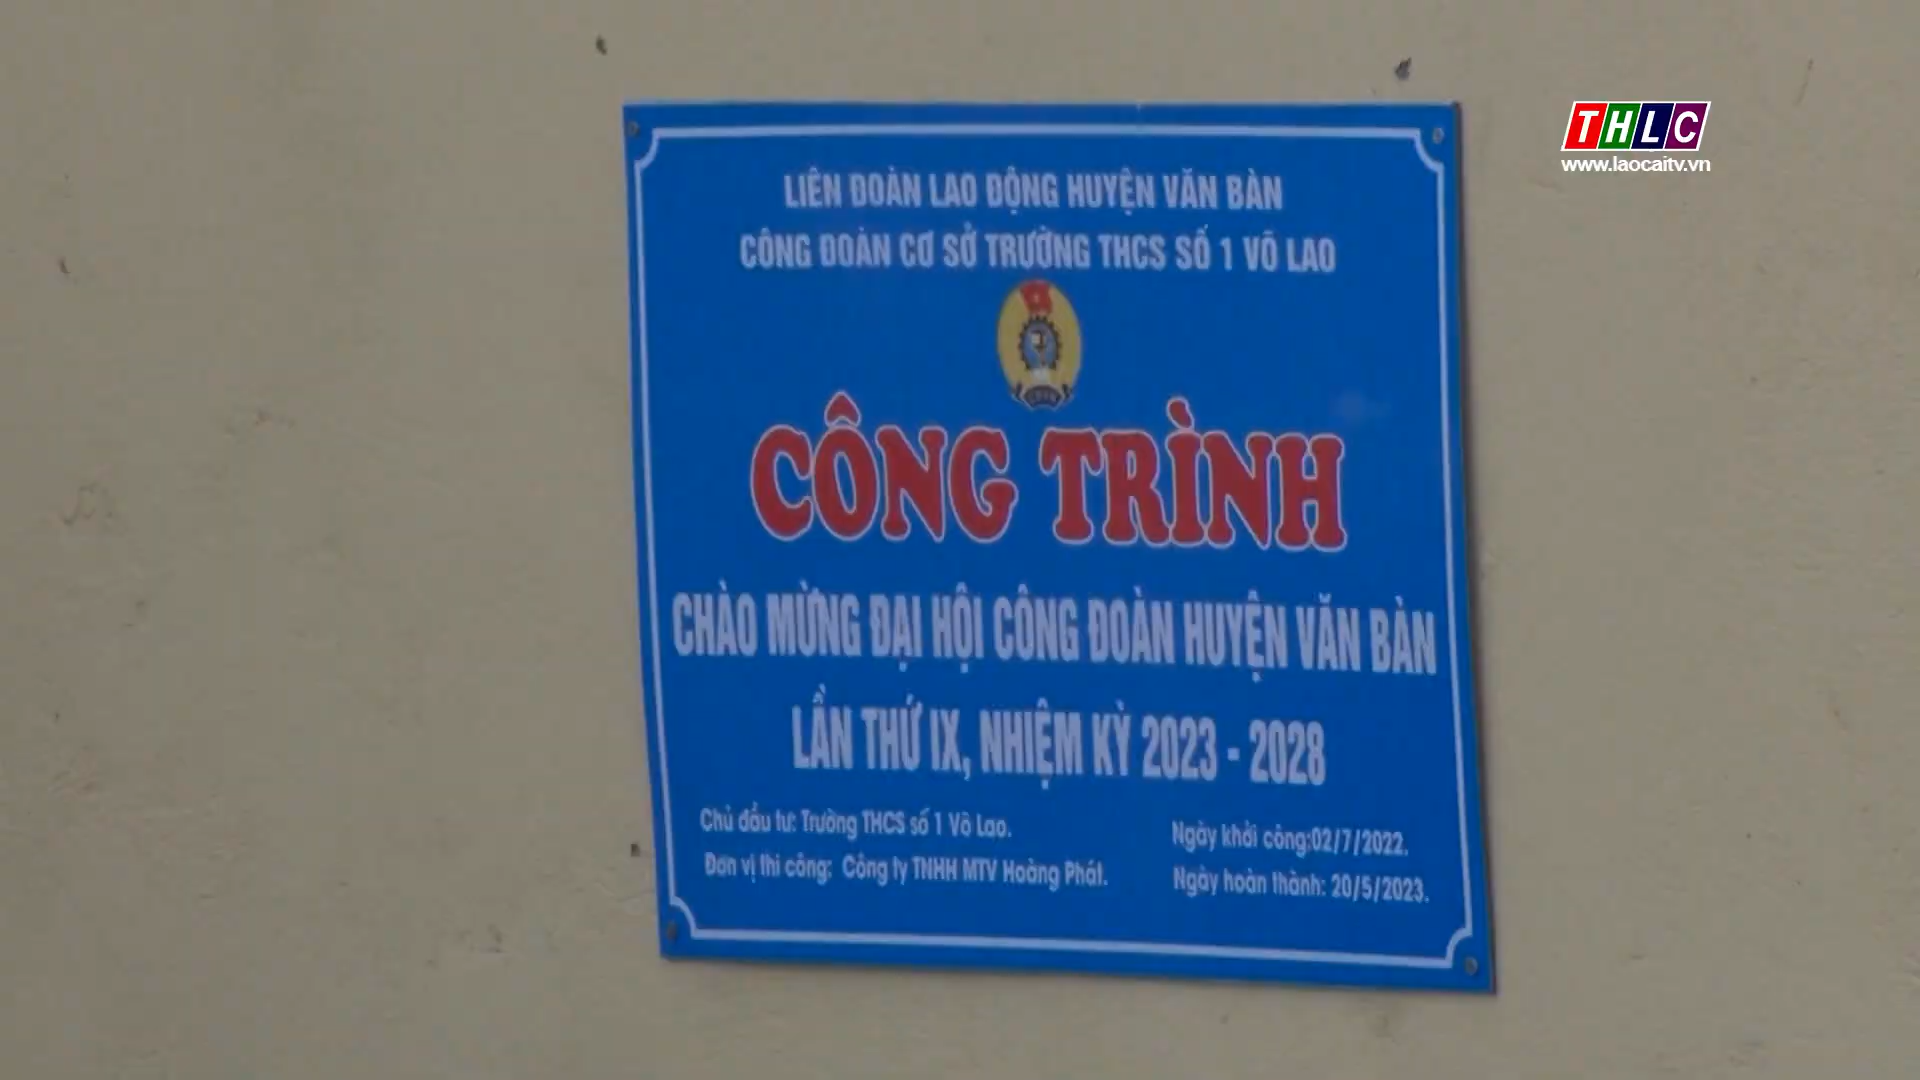 THLC
www.laocaitv.vn
LIÊN ĐOÀN LAO ĐỘNG HUYỆN VĂN BÀN
CÔNG ĐOÀN CƠ SỞ TRƯỜNG THCS SỐ 1 VÕ LAO
CÔNG TRÌNH
CHÀO MỪNG ĐẠI HỘI CÔNG ĐOÀN HUYỆN VĂN BÀN
LẦN THỨ IX, NHIỆM KỲ 2023 - 2028
Chủ đầu tư: Trường THCS số 1 Võ Lao.
Ngày khởi công:02/7/2022.
Đơn vị thi công: Công ty TNHH MTV Hoàng Phát.
Ngày hoàn thành: 20/5/2023.